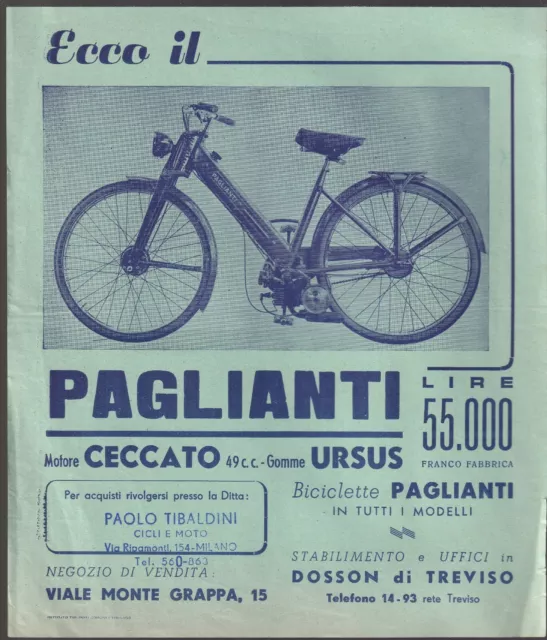 Ecco il
PAGLIANTI
PAGLIANTI
LIRE
55.000
FRANCO FABBRICA
Motore CECCATO 49 c.c. - Gomme URSUS
Per acquisti rivolgersi presso la Ditta:
PAOLO TIBALDINI
CICLI E MOTO
Via Ripamonti, 154-MILANO
Tel. 560-863
NEGOZIO DI VENDITA:
VIALE MONTE GRAPPA, 15
Biciclette PAGLIANTI
- IN TUTTI I MODELLI
STABILIMENTO e UFFICI in
DOSSON di TREVISO
Telefono 14-93 rete Treviso